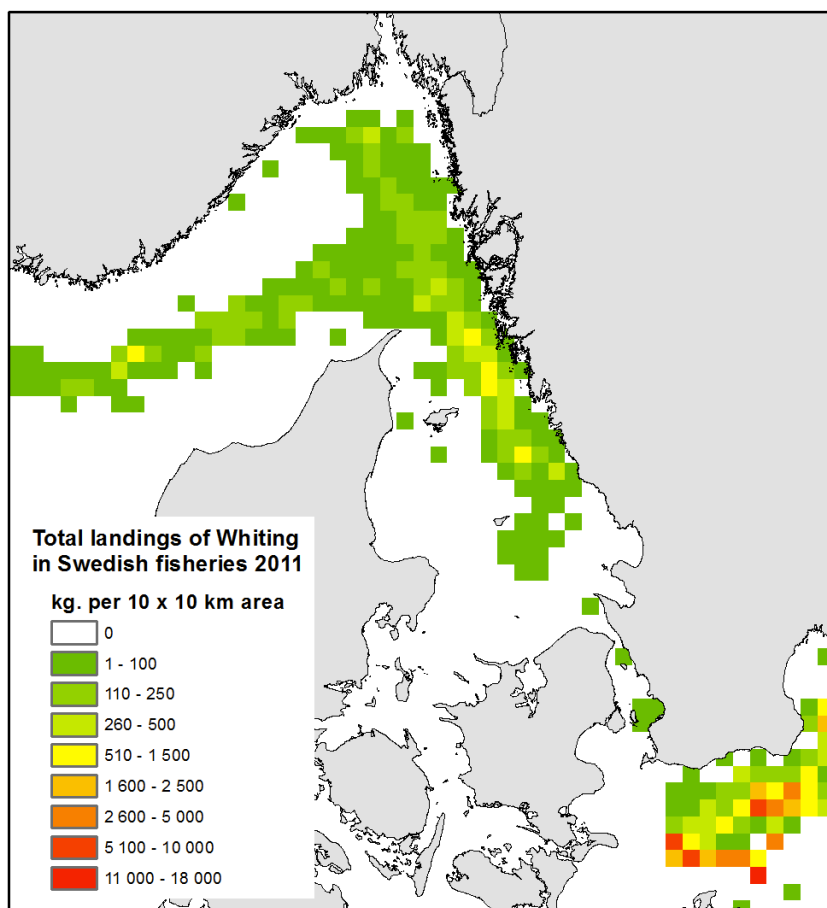 Total landings of Whiting
in Swedish fisheries 2011
kg. per 10 x 10 km area
0
1 - 100
110 - 250
260 - 500
510 - 1 500
1 600 - 2 500
2 600 - 5 000
5 100 - 10 000
11 000 - 18 000